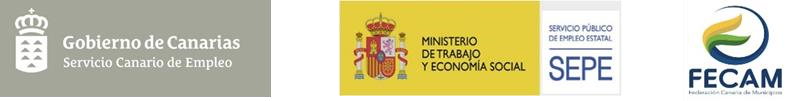 Gobierno de Canarias
Servicio Canario de Empleo
MINISTERIO
DE TRABAJO
Y ECONOMÍA SOCIAL
SERVICIO PÚBLICO
DE EMPLEO ESTATAL
SEPE
FECAM
Federación Canaria de Municipios